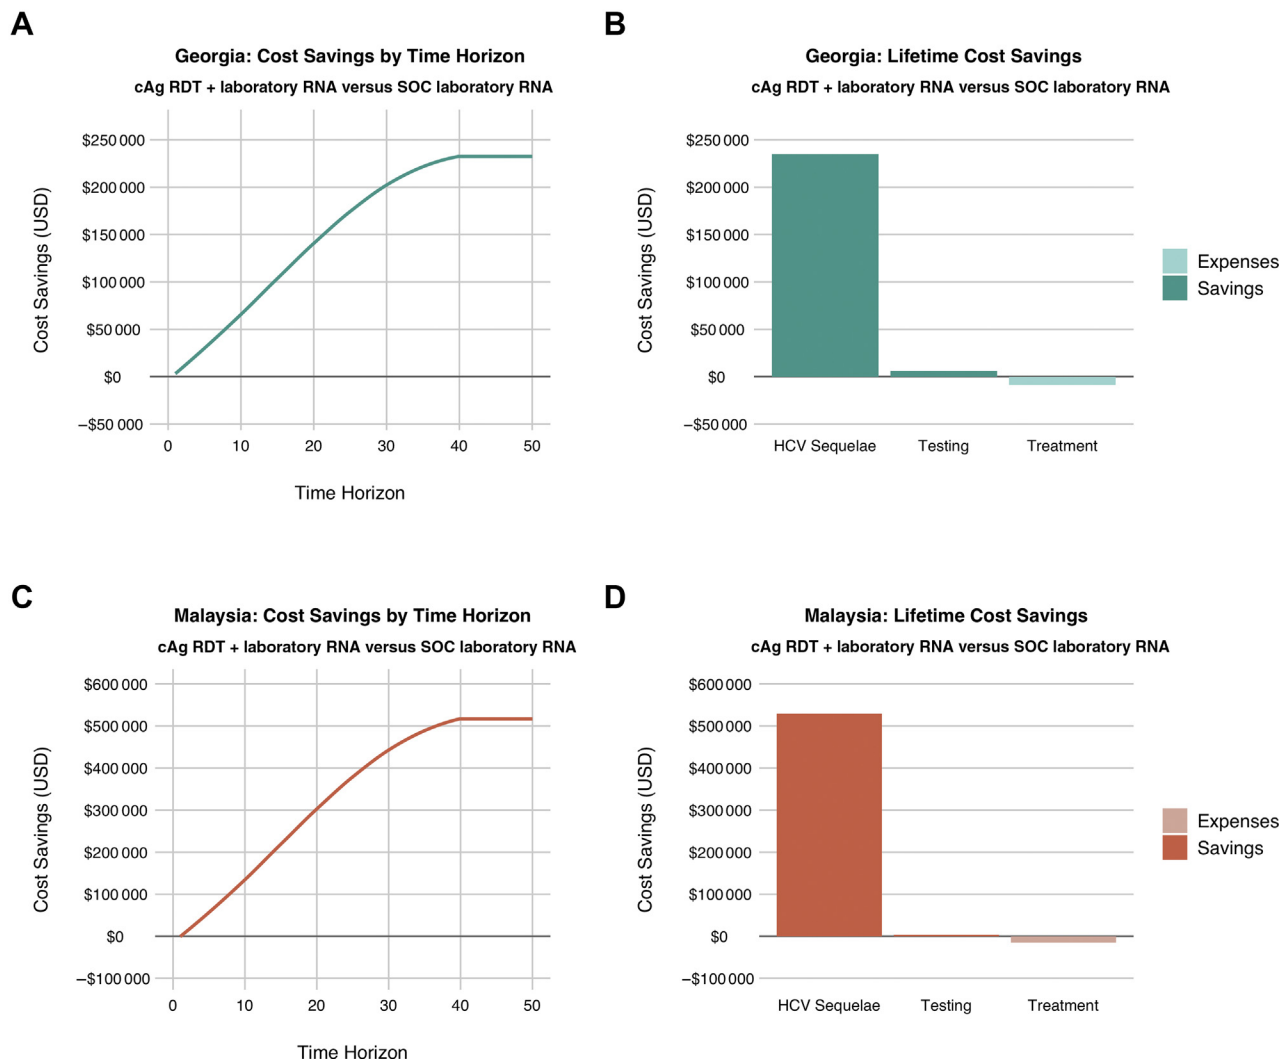 A
Georgia: Cost Savings by Time Horizon
cAg RDT + laboratory RNA versus SOC laboratory RNA
Cost Savings (USD)
$250 000
$200 000
$150 000
$100 000
$50 000
$0
−$50 000
0 10 20 30 40 50
Time Horizon
B
Georgia: Lifetime Cost Savings
cAg RDT + laboratory RNA versus SOC laboratory RNA
Cost Savings (USD)
$250 000
$200 000
$150 000
$100 000
$50 000
$0
−$50 000
HCV Sequelae Testing Treatment
Expenses
Savings
C
Malaysia: Cost Savings by Time Horizon
cAg RDT + laboratory RNA versus SOC laboratory RNA
Cost Savings (USD)
$600 000
$500 000
$400 000
$300 000
$200 000
$100 000
$0
−$100 000
0 10 20 30 40 50
Time Horizon
D
Malaysia: Lifetime Cost Savings
cAg RDT + laboratory RNA versus SOC laboratory RNA
Cost Savings (USD)
$600 000
$500 000
$400 000
$300 000
$200 000
$100 000
$0
−$100 000
HCV Sequelae Testing Treatment
Expenses
Savings